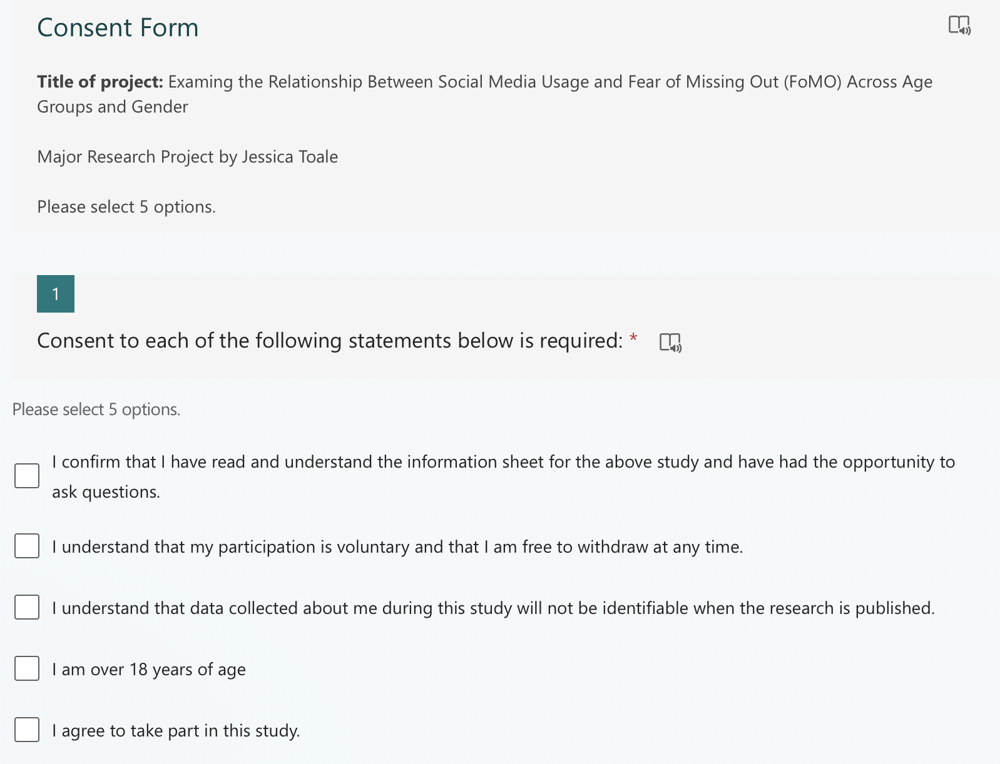 Consent Form
Title of project: Examing the Relationship Between Social Media Usage and Fear of Missing Out (FoMO) Across Age
Groups and Gender
Major Research Project by Jessica Toale
Please select 5 options.
1
Consent to each of the following statements below is required: *
Please select 5 options.
I confirm that I have read and understand the information sheet for the above study and have had the opportunity to
ask questions.
I understand that my participation is voluntary and that I am free to withdraw at any time.
I understand that data collected about me during this study will not be identifiable when the research is published.
I am over 18 years of age
I agree to take part in this study.